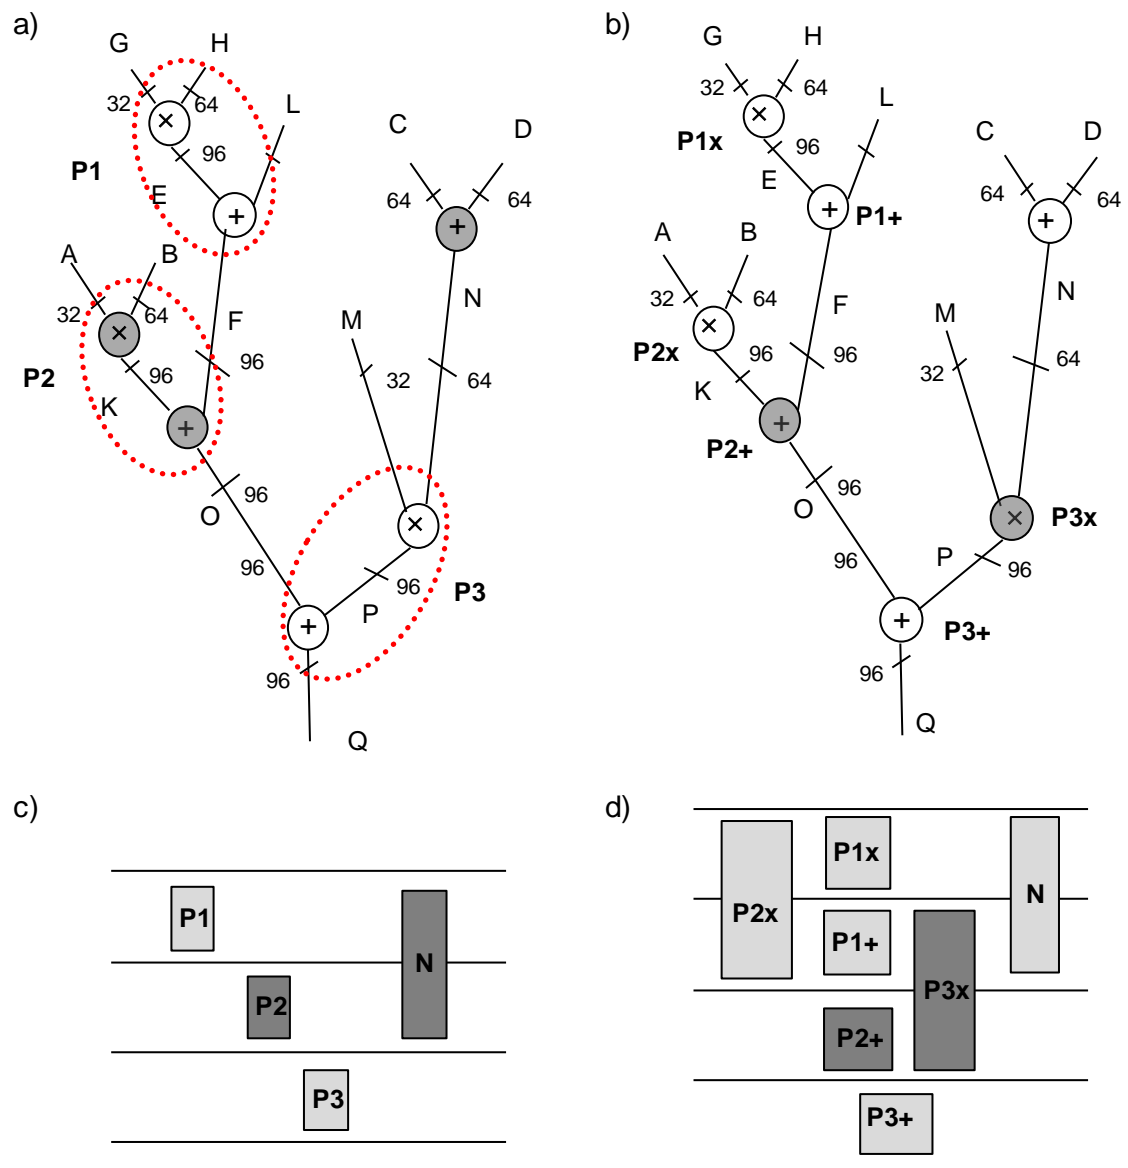 a)
G
H
32
64
L
×
P1
96
E
+
C
D
64
64
+
A
B
32
64
×
N
F
M
P2
96
96
32
64
K
+
O
96
×
96
P3
96
P
+
96
Q
b)
G
H
32
64
L
×
P1x
96
C
D
E
64
64
+
P1+
+
A
B
32
64
N
×
F
M
P2x
96
96
32
64
K
+
P2+
96
O
×
P3x
96
P
96
+
P3+
96
Q
c)
P1
N
P2
P3
d)
P1x
N
P2x
P1+
P3x
P2+
P3+